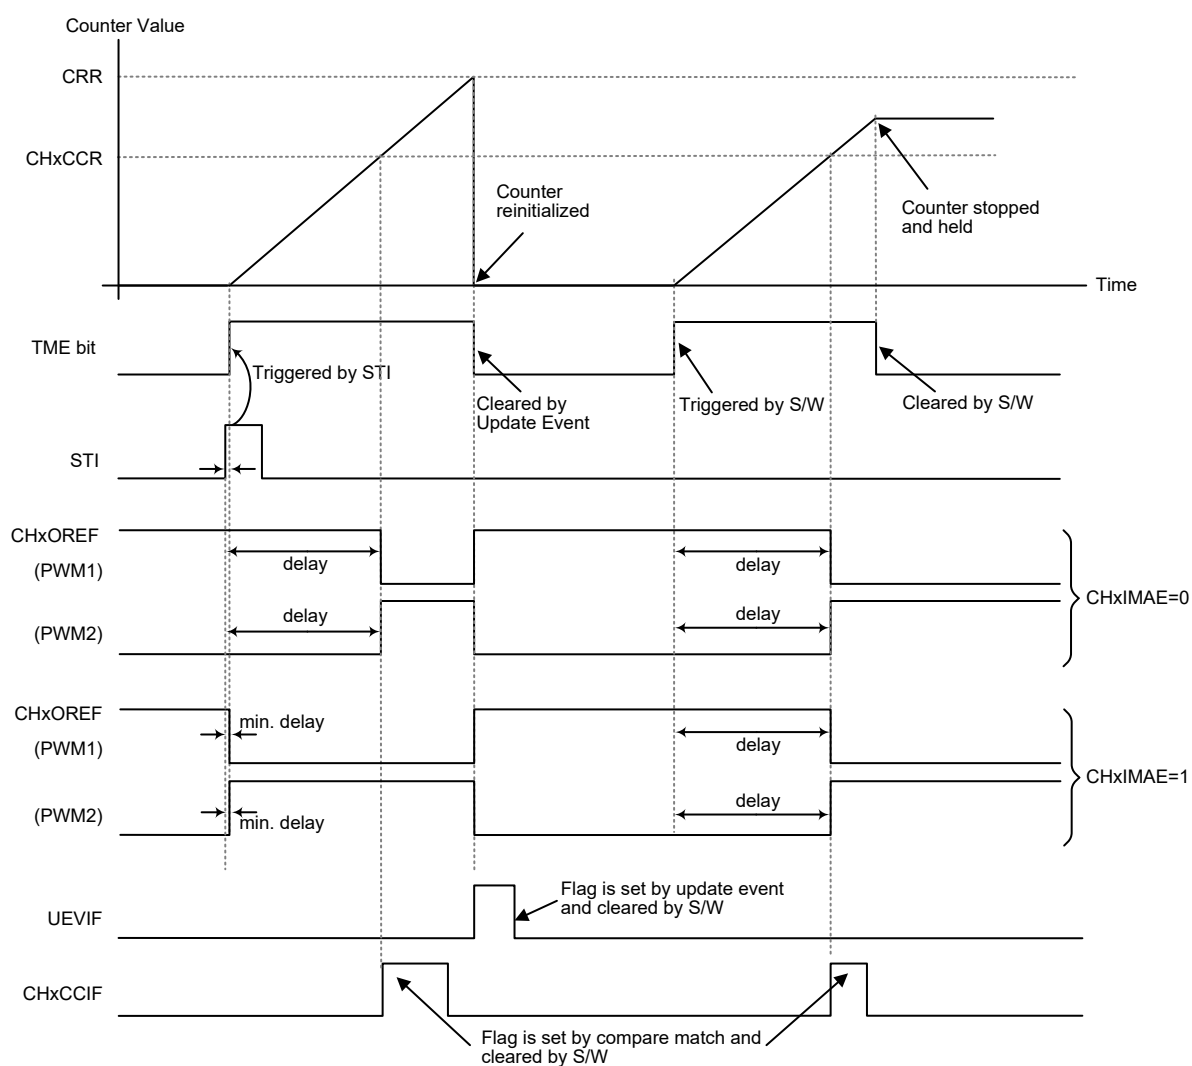 Counter Value
CRR
CHxCCR
Counter
reinitialized
Counter stopped
and held
Time
TME bit
Triggered by STI
Cleared by
Update Event
Triggered by S/W
Cleared by S/W
STI
CHxOREF
(PWM1)
delay
delay
CHxIMAE=0
(PWM2)
delay
delay
CHxOREF
(PWM1)
min. delay
delay
CHxIMAE=1
(PWM2)
min. delay
delay
UEVIF
Flag is set by update event
and cleared by S/W
CHxCCIF
Flag is set by compare match and
cleared by S/W